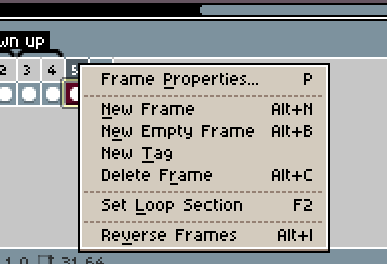 wn up
2 3 4 5
Frame Properties... P
New Frame Alt+N
New Empty Frame Alt+B
New Tag
Delete Frame Alt+C
Set Loop Section F2
Reverse Frames Alt+I